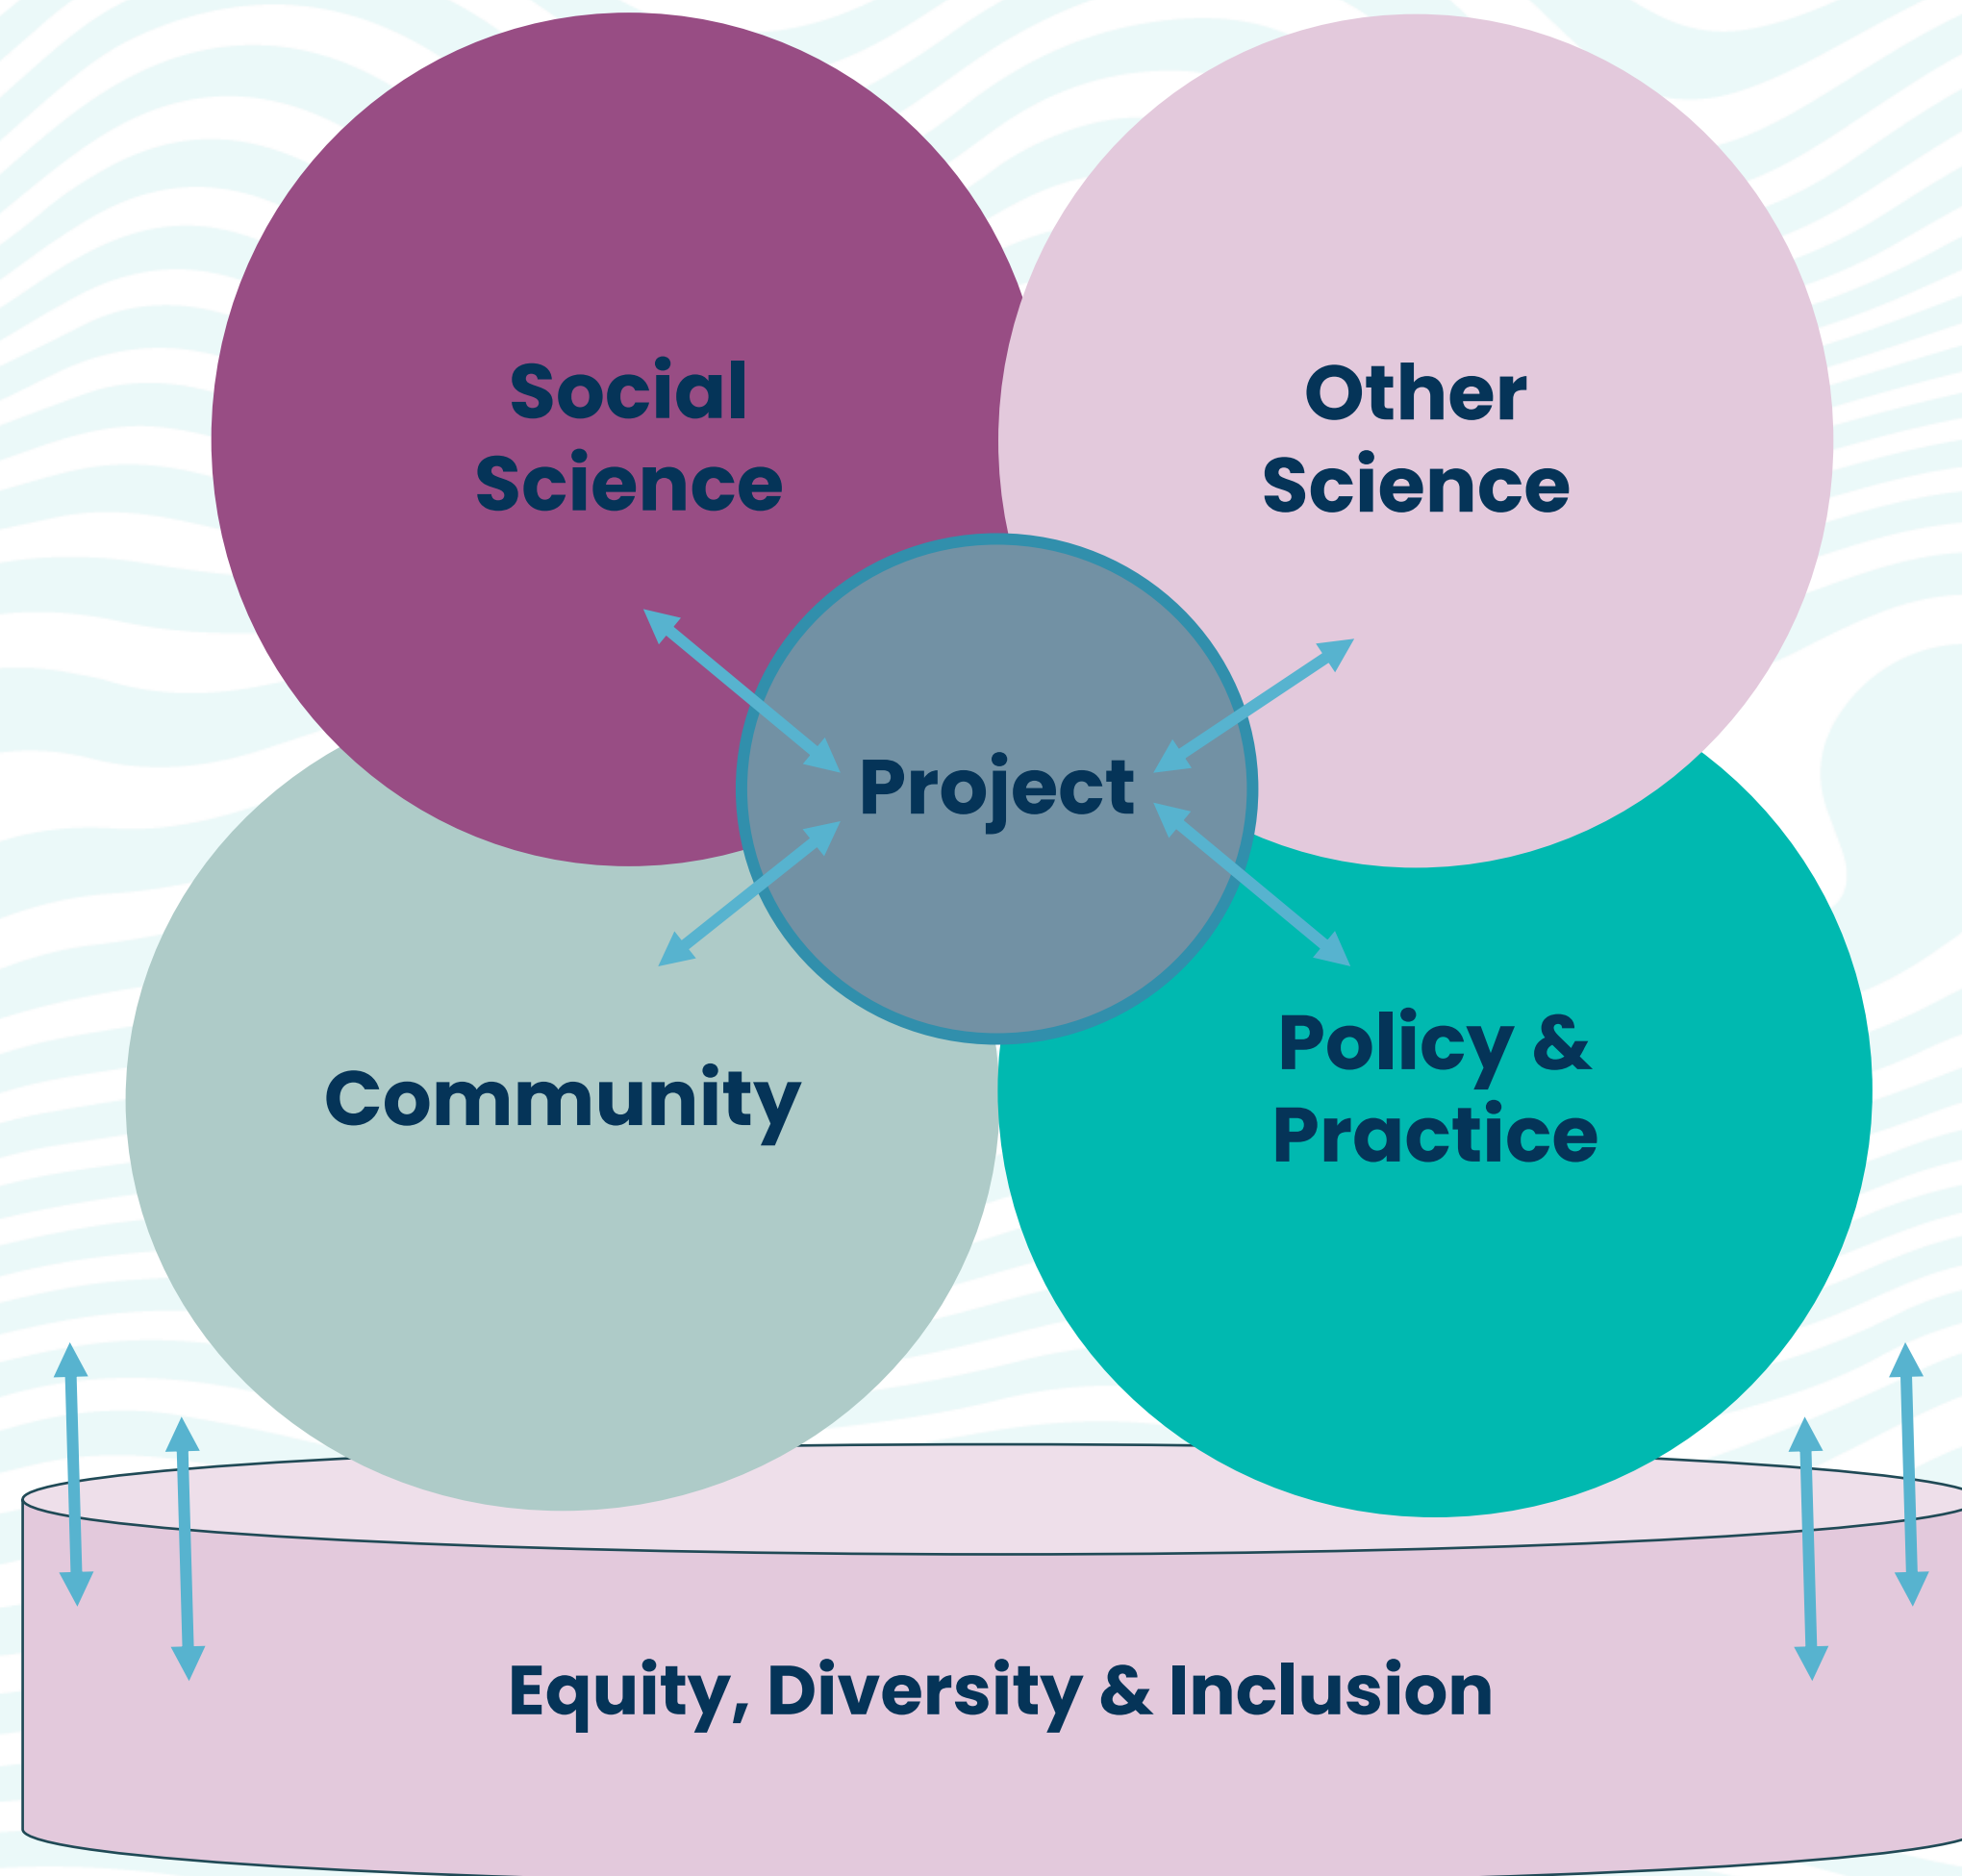 Social
Science
Other
Science
Project
Community
Policy &
Practice
Equity, Diversity & Inclusion